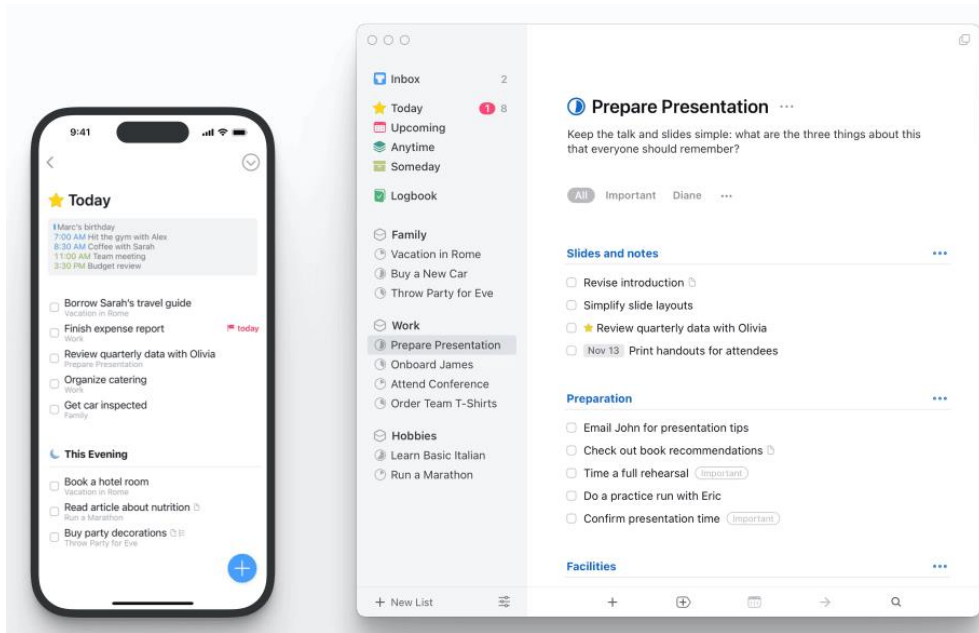 9:41
Today
Marc's birthday
7:00 AM Hit the gym with Alex
8:30 AM Coffee with Sarah
11:00 AM Team meeting
3:30 PM Budget review
Borrow Sarah's travel guide
Vacation in Rome
Finish expense report today
Work
Review quarterly data with Olivia
Prepare Presentation
Organize catering
Work
Get car inspected
Family
This Evening
Book a hotel room
Vacation in Rome
Read article about nutrition
Run a Marathon
Buy party decorations
Throw Party for Eve
Inbox 2
Today 1 8
Upcoming
Anytime
Someday
Logbook
Family
Vacation in Rome
Buy a New Car
Throw Party for Eve
Work
Prepare Presentation
Onboard James
Attend Conference
Order Team T-Shirts
Hobbies
Learn Basic Italian
Run a Marathon
+ New List
Prepare Presentation ···
Keep the talk and slides simple: what are the three things about this
that everyone should remember?
All Important Diane ···
Slides and notes ···
Revise introduction
Simplify slide layouts
Review quarterly data with Olivia
Nov 13 Print handouts for attendees
Preparation ···
Email John for presentation tips
Check out book recommendations
Time a full rehearsal Important
Do a practice run with Eric
Confirm presentation time Important
Facilities ···